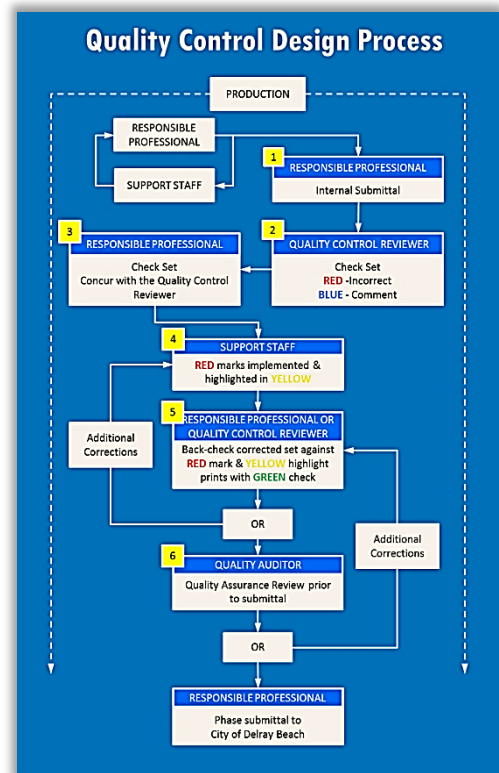 Quality Control Design Process
PRODUCTION
RESPONSIBLE
PROFESSIONAL
SUPPORT STAFF
1
RESPONSIBLE PROFESSIONAL
Internal Submittal
2
QUALITY CONTROL REVIEWER
Check Set
RED -Incorrect
BLUE - Comment
3
RESPONSIBLE PROFESSIONAL
Check Set
Concur with the Quality Control
Reviewer
4
SUPPORT STAFF
RED marks implemented &
highlighted in YELLOW
5
RESPONSIBLE PROFESSIONAL OR
QUALITY CONTROL REVIEWER
Back-check corrected set against
RED mark & YELLOW highlight
prints with GREEN check
Additional
Corrections
OR
6
QUALITY AUDITOR
Quality Assurance Review prior
to submittal
Additional
Corrections
OR
RESPONSIBLE PROFESSIONAL
Phase submittal to
City of Delray Beach